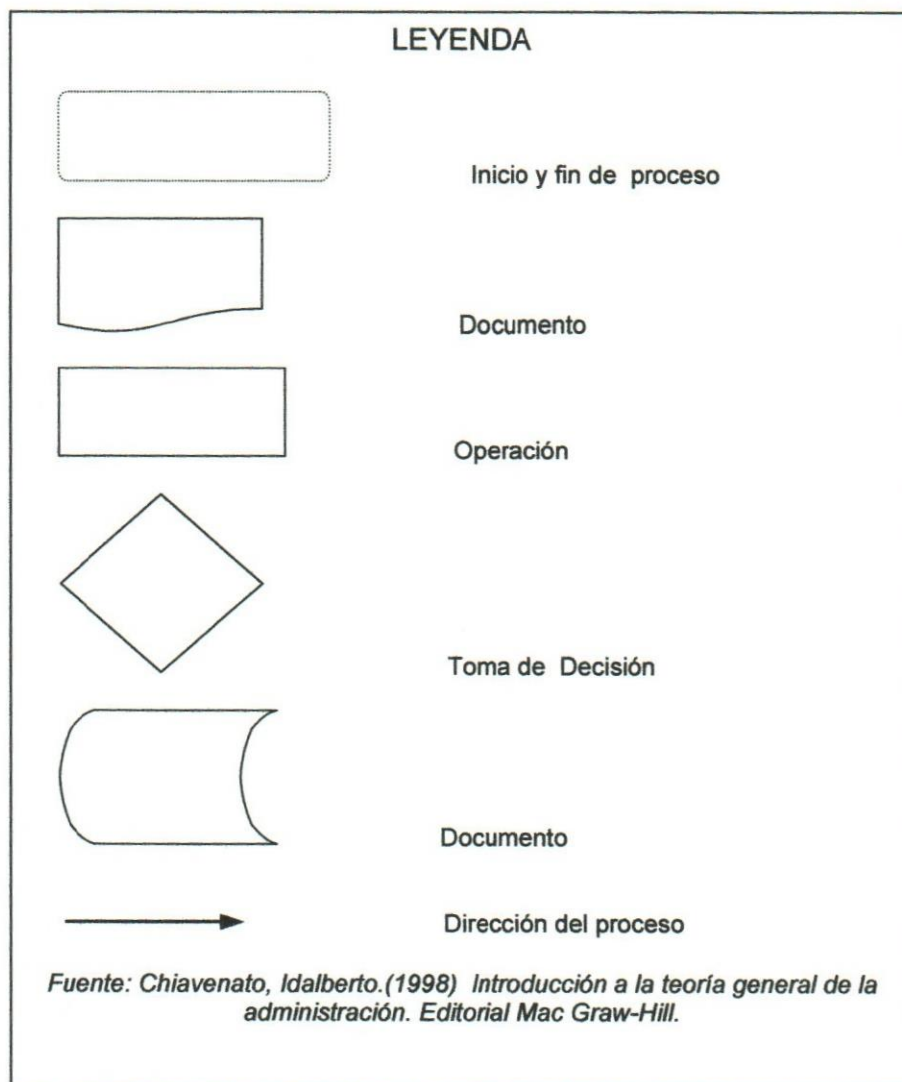 LEYENDA
Inicio y fin de proceso
Documento
Operación
Toma de Decisión
Documento
Dirección del proceso
Fuente: Chiavenato, Idalberto.(1998) Introducción a la teoría general de la
administración. Editorial Mac Graw-Hill.